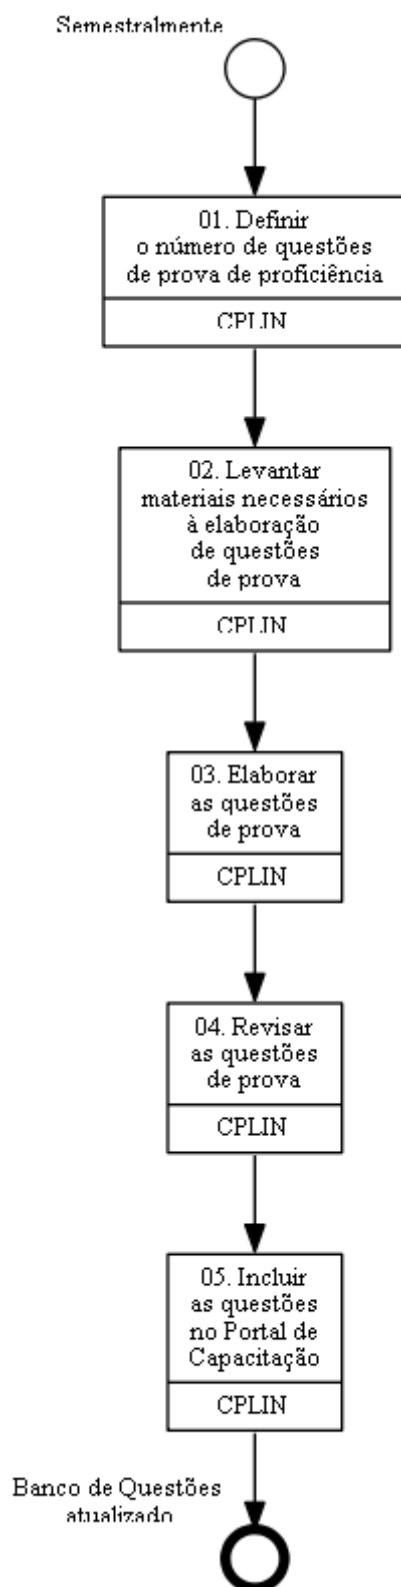 Semestralmente
01. Definir
o número de questões
de prova de proficiência
CPLIN
02. Levantar
materiais necessários
à elaboração
de questões
de prova
CPLIN
03. Elaborar
as questões
de prova
CPLIN
04. Revisar
as questões
de prova
CPLIN
05. Incluir
as questões
no Portal de
Capacitação
CPLIN
Banco de Questões
atualizado